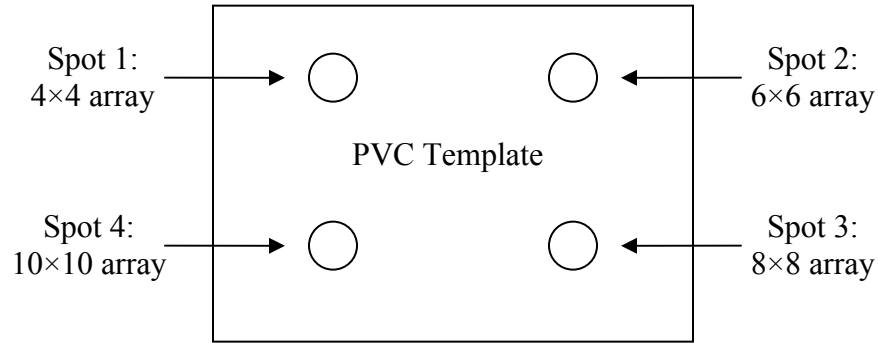 Spot 1:
4×4 array
Spot 2:
6×6 array
PVC Template
Spot 4:
10×10 array
Spot 3:
8×8 array